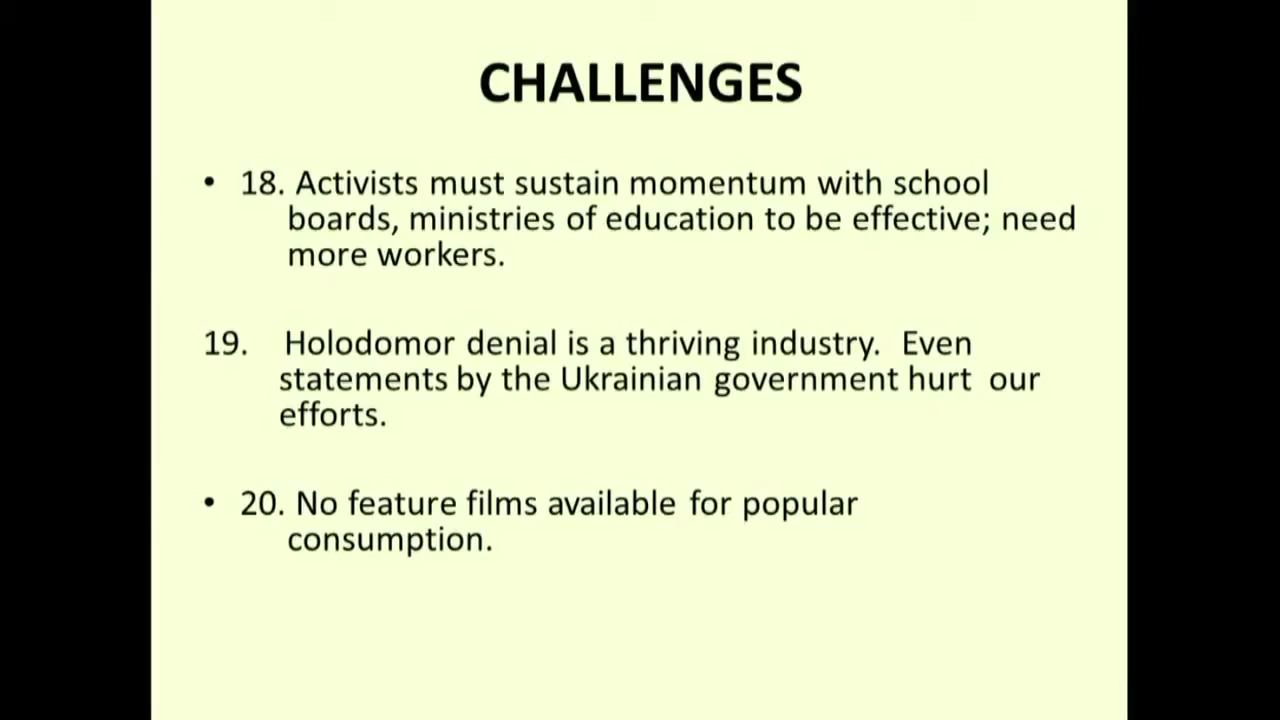 CHALLENGES
• 18. Activists must sustain momentum with school
boards, ministries of education to be effective; need
more workers.
19. Holodomor denial is a thriving industry. Even
statements by the Ukrainian government hurt our
efforts.
• 20. No feature films available for popular
consumption.